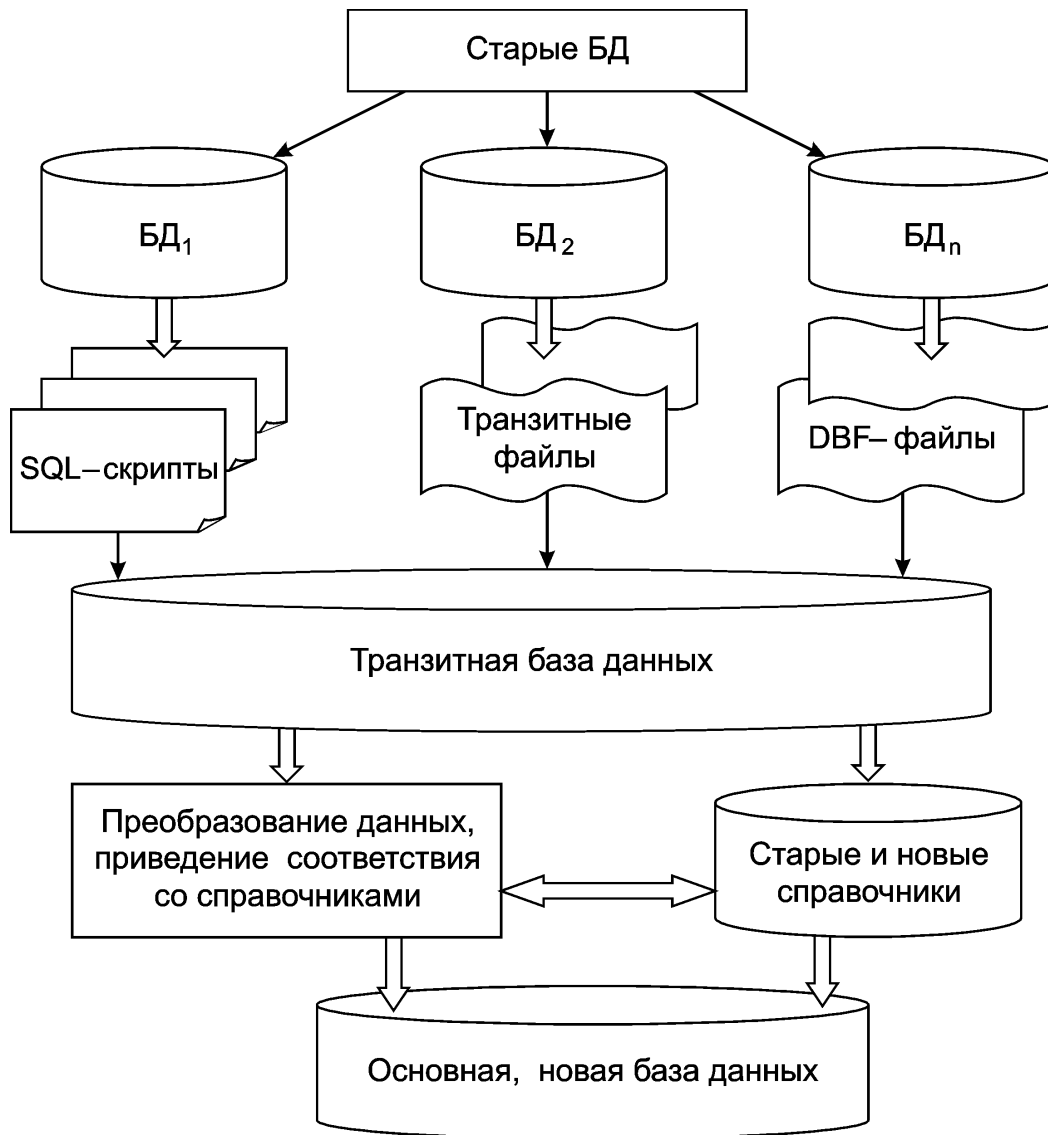 Старые БД
БД₁
БД₂
БДₙ
SQL–скрипты
Транзитные
файлы
DBF–файлы
Транзитная база данных
Преобразование данных,
приведение соответствия
со справочниками
Старые и новые
справочники
Основная, новая база данных